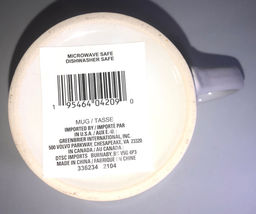 MICROWAVE SAFE
DISHWASHER SAFE
1 95464 04209 0
MUG / TASSE
IMPORTED BY / IMPORTÉ PAR
IN U.S.A. / AUX É.-U.
GREENBRIER INTERNATIONAL, INC.
500 VOLVO PARKWAY, CHESAPEAKE, VA 23320
IN CANADA / AU CANADA:
DTSC IMPORTS BURNABY, BC V5G 4P3
MADE IN CHINA / FABRIQUÉ EN CHINE
336234 2104